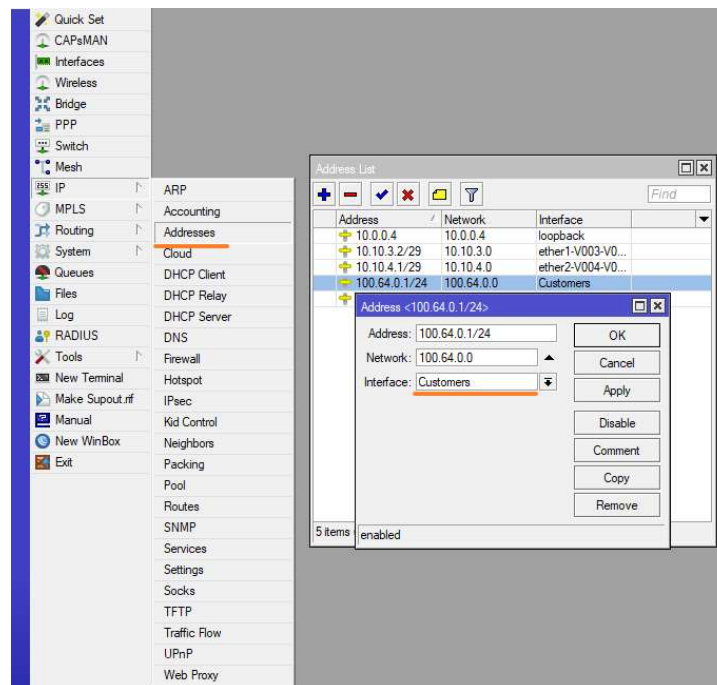 Quick Set
CAPsMAN
Interfaces
Wireless
Bridge
PPP
Switch
Mesh
IP
MPLS
Routing
System
Queues
Files
Log
RADIUS
Tools
New Terminal
Make Supout.rif
Manual
New WinBox
Exit
ARP
Accounting
Addresses
Cloud
DHCP Client
DHCP Relay
DHCP Server
DNS
Firewall
Hotspot
IPsec
Kid Control
Neighbors
Packing
Pool
Routes
SNMP
Services
Settings
Socks
TFTP
Traffic Flow
UPnP
Web Proxy
Address List
Find
Address Network Interface
10.0.0.4 10.0.0.4 loopback
10.10.3.2/29 10.10.3.0 ether1-V003-V0...
10.10.4.1/29 10.10.4.0 ether2-V004-V0...
100.64.0.1/24 100.64.0.0 Customers
5 items
Address <100.64.0.1/24>
Address: 100.64.0.1/24
Network: 100.64.0.0
Interface: Customers
OK
Cancel
Apply
Disable
Comment
Copy
Remove
enabled